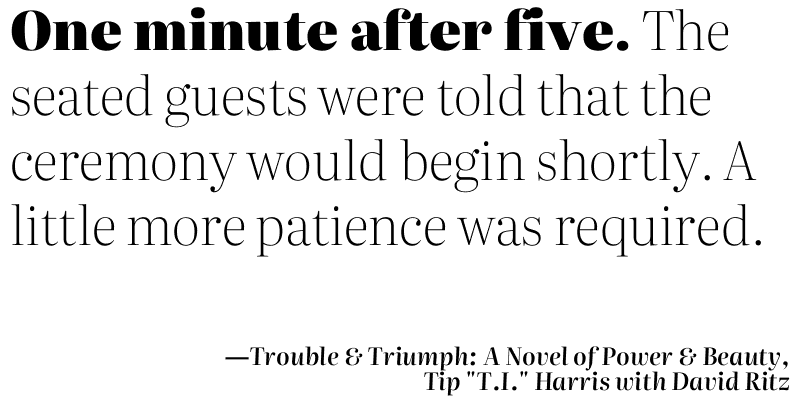 One minute after five. The
seated guests were told that the
ceremony would begin shortly. A
little more patience was required.
—Trouble & Triumph: A Novel of Power & Beauty,
Tip "T.I." Harris with David Ritz